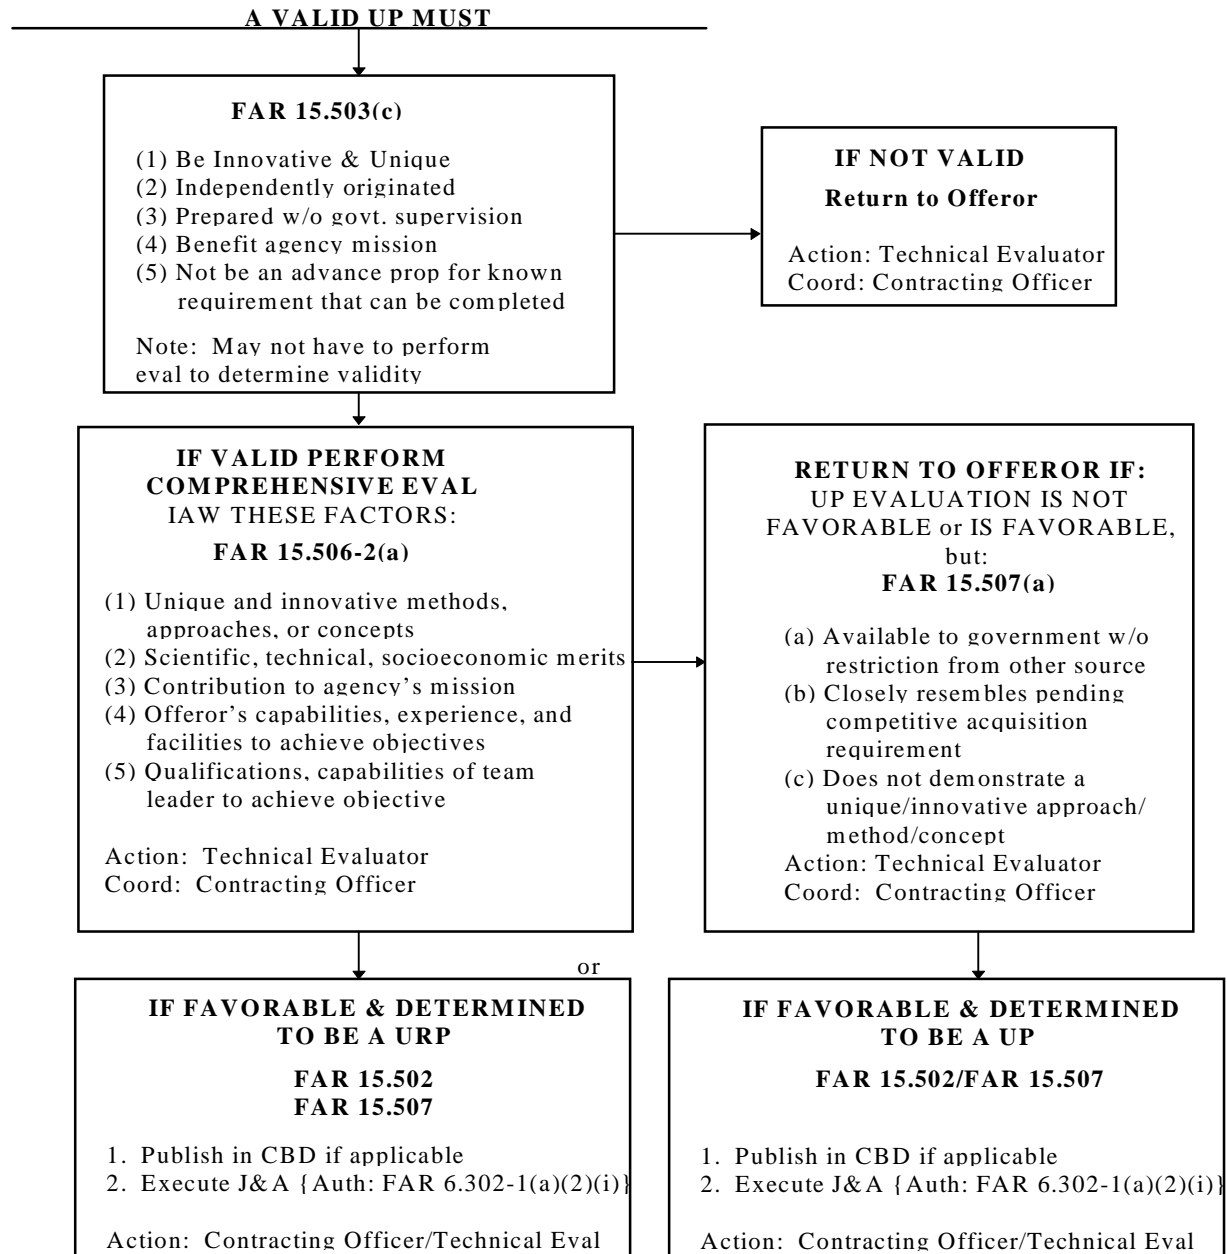 A VALID UP MUST
FAR 15.503(c)
(1) Be Innovative & Unique
(2) Independently originated
(3) Prepared w/o govt. supervision
(4) Benefit agency mission
(5) Not be an advance prop for known
requirement that can be completed
Note: May not have to perform
eval to determine validity
IF NOT VALID
Return to Offeror
Action: Technical Evaluator
Coord: Contracting Officer
IF VALID PERFORM
COMPREHENSIVE EVAL
IAW THESE FACTORS:
FAR 15.506-2(a)
(1) Unique and innovative methods,
approaches, or concepts
(2) Scientific, technical, socioeconomic merits
(3) Contribution to agency's mission
(4) Offeror's capabilities, experience, and
facilities to achieve objectives
(5) Qualifications, capabilities of team
leader to achieve objective
Action: Technical Evaluator
Coord: Contracting Officer
RETURN TO OFFEROR IF:
UP EVALUATION IS NOT
FAVORABLE or IS FAVORABLE,
but:
FAR 15.507(a)
(a) Available to government w/o
restriction from other source
(b) Closely resembles pending
competitive acquisition
requirement
(c) Does not demonstrate a
unique/innovative approach/
method/concept
Action: Technical Evaluator
Coord: Contracting Officer
or
IF FAVORABLE & DETERMINED
TO BE A URP
FAR 15.502
FAR 15.507
1. Publish in CBD if applicable
2. Execute J&A {Auth: FAR 6.302-1(a)(2)(i)}
Action: Contracting Officer/Technical Eval
IF FAVORABLE & DETERMINED
TO BE A UP
FAR 15.502/FAR 15.507
1. Publish in CBD if applicable
2. Execute J&A {Auth: FAR 6.302-1(a)(2)(i)}
Action: Contracting Officer/Technical Eval